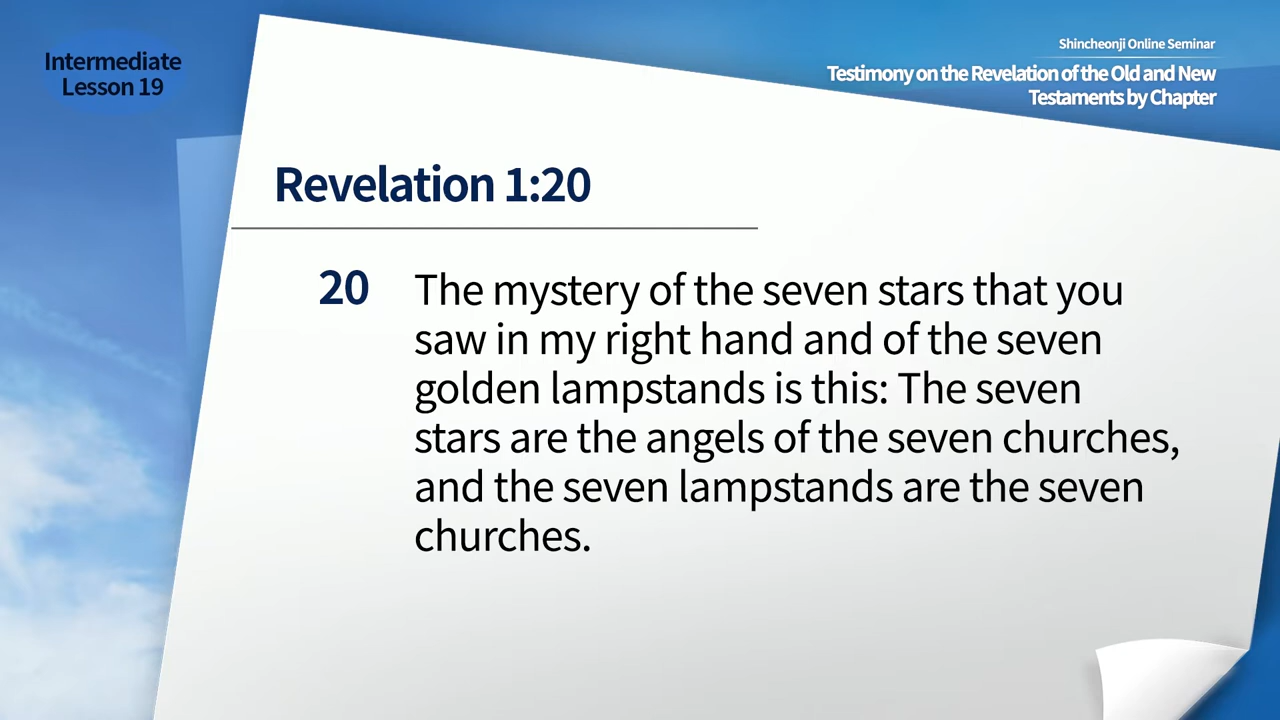 Intermediate
Lesson 19
Shincheonji Online Seminar
Testimony on the Revelation of the Old and New
Testaments by Chapter
Revelation 1:20
20 The mystery of the seven stars that you
saw in my right hand and of the seven
golden lampstands is this: The seven
stars are the angels of the seven churches,
and the seven lampstands are the seven
churches.